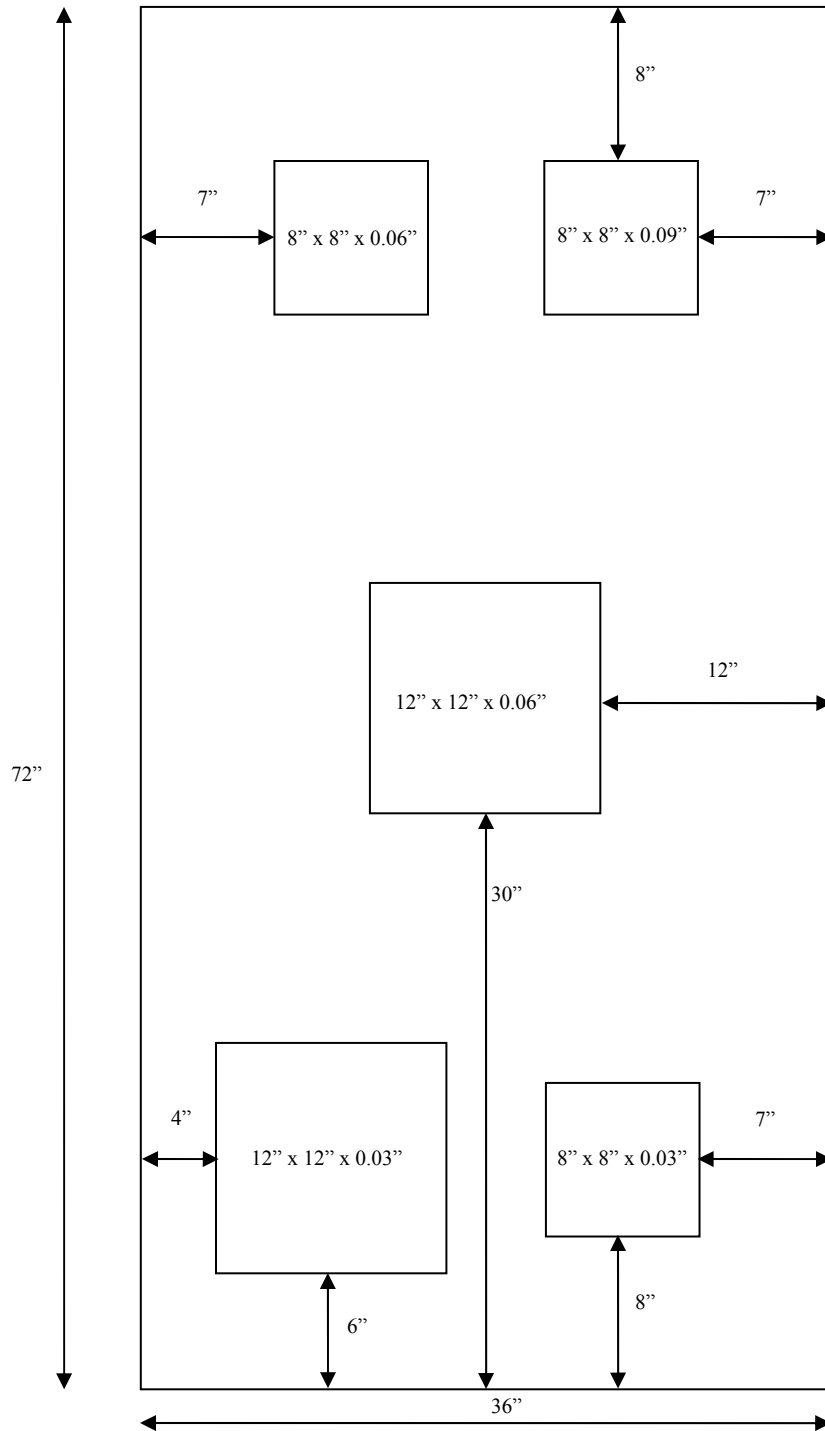 8”
7”
7”
8” x 8” x 0.06”
8” x 8” x 0.09”
12”
12” x 12” x 0.06”
72”
30”
4”
7”
12” x 12” x 0.03”
8” x 8” x 0.03”
8”
6”
36”